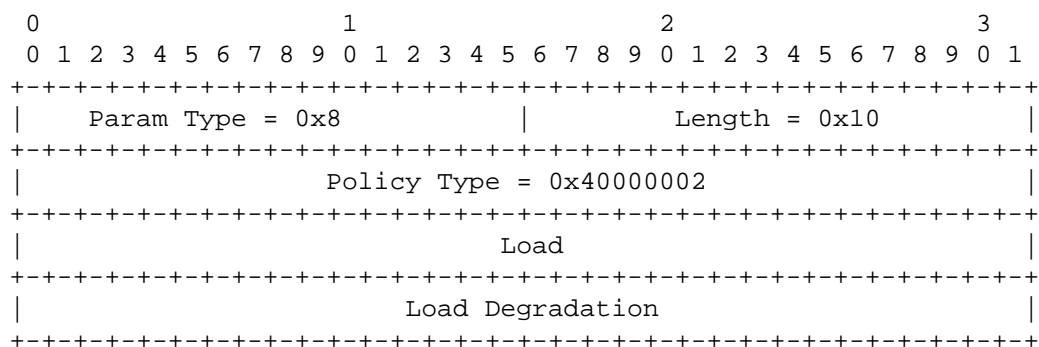 0                   1                   2                   3
 0 1 2 3 4 5 6 7 8 9 0 1 2 3 4 5 6 7 8 9 0 1 2 3 4 5 6 7 8 9 0 1
+-+-+-+-+-+-+-+-+-+-+-+-+-+-+-+-+-+-+-+-+-+-+-+-+-+-+-+-+-+-+-+-+
|    Param Type = 0x8           |         Length = 0x10         |
+-+-+-+-+-+-+-+-+-+-+-+-+-+-+-+-+-+-+-+-+-+-+-+-+-+-+-+-+-+-+-+-+
|                   Policy Type = 0x40000002                    |
+-+-+-+-+-+-+-+-+-+-+-+-+-+-+-+-+-+-+-+-+-+-+-+-+-+-+-+-+-+-+-+-+
|                              Load                             |
+-+-+-+-+-+-+-+-+-+-+-+-+-+-+-+-+-+-+-+-+-+-+-+-+-+-+-+-+-+-+-+-+
|                        Load Degradation                       |
+-+-+-+-+-+-+-+-+-+-+-+-+-+-+-+-+-+-+-+-+-+-+-+-+-+-+-+-+-+-+-+-+